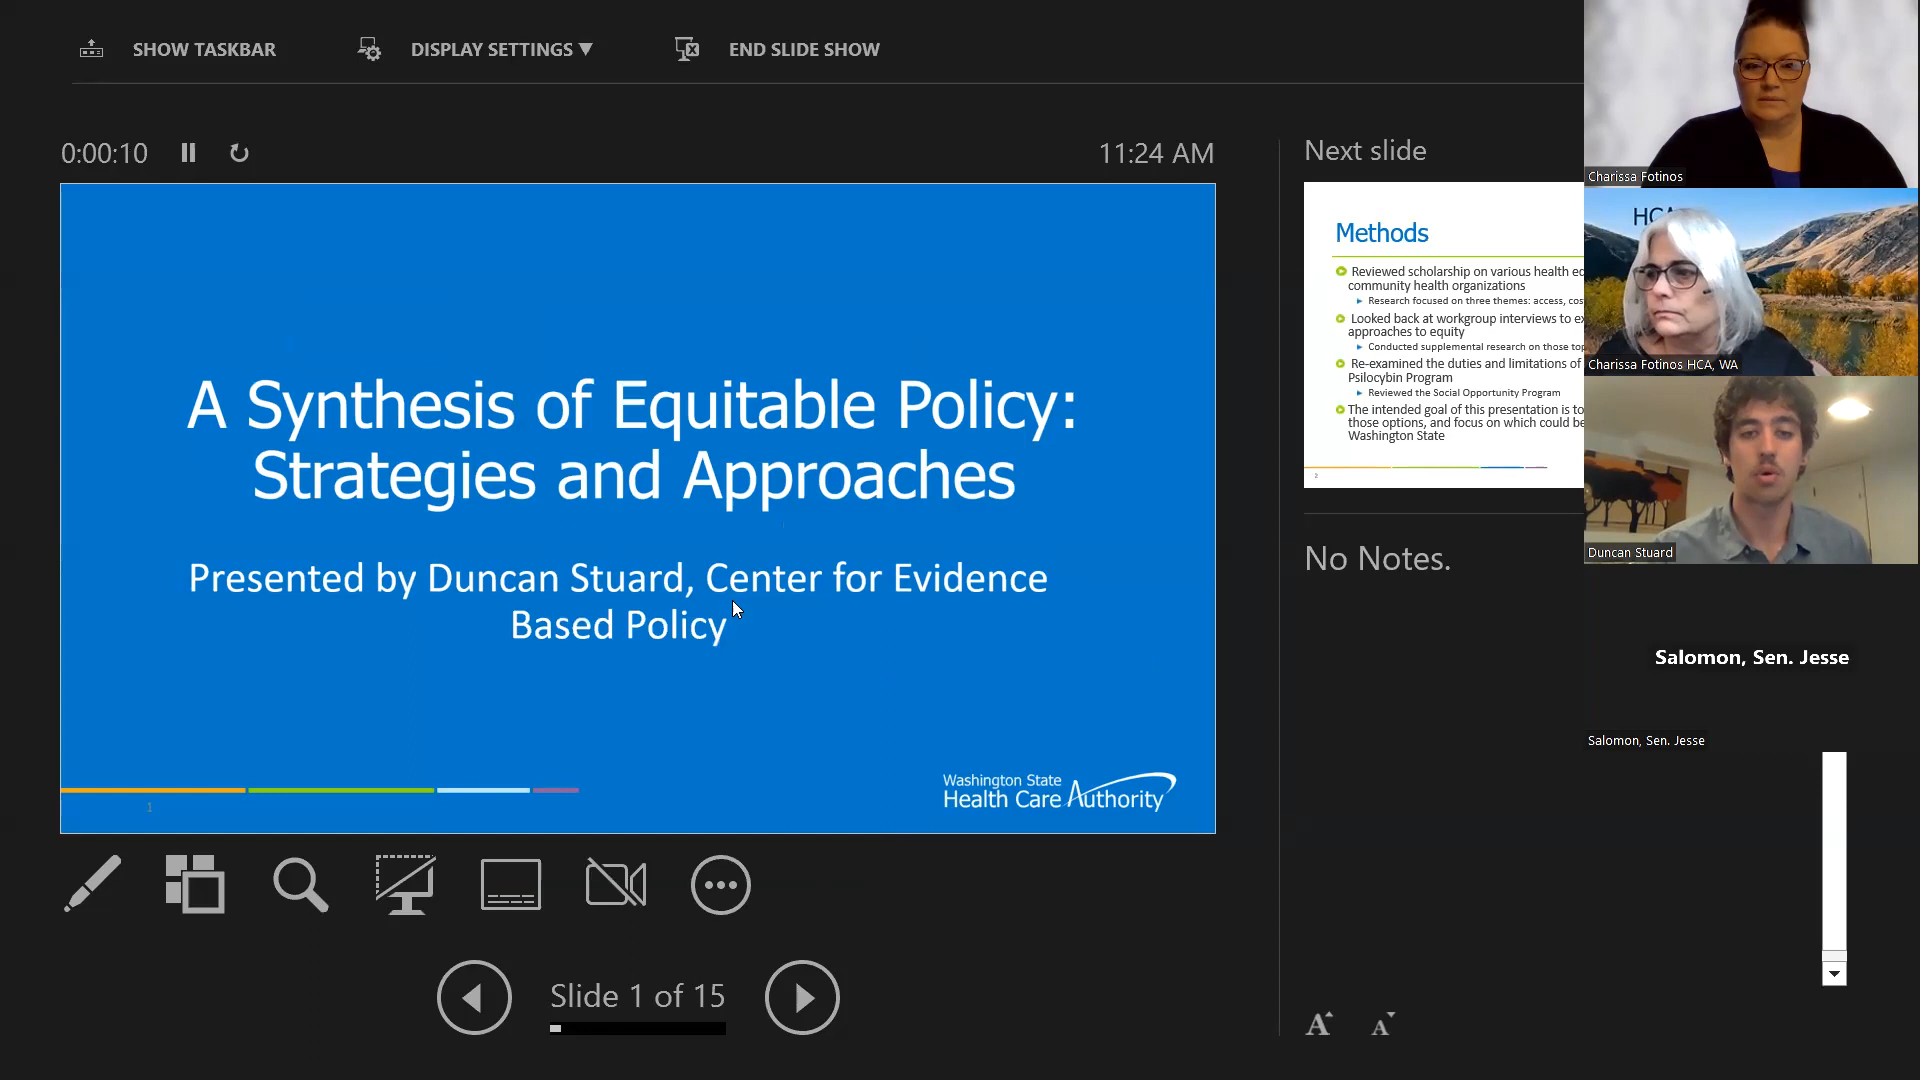 SHOW TASKBAR
DISPLAY SETTINGS ▼
END SLIDE SHOW
0:00:10
11:24 AM
A Synthesis of Equitable Policy:
Strategies and Approaches
Presented by Duncan Stuard, Center for Evidence
Based Policy
1
Washington State
Health Care Authority
Slide 1 of 15
Next slide
Methods
Reviewed scholarship on various health
community health organizations
Research focused on three themes: access,
Looked back at workgroup interviews to
approaches to equity
Conducted supplemental research on those
Re-examined the duties and limitations of
Psilocybin Program
Reviewed the Social Opportunity Program
The intended goal of this presentation is to
those options, and focus on which could be
Washington State
2
No Notes.
A A
Charissa Fotinos
Charissa Fotinos HCA, WA
Duncan Stuard
Salomon, Sen. Jesse
Salomon, Sen. Jesse